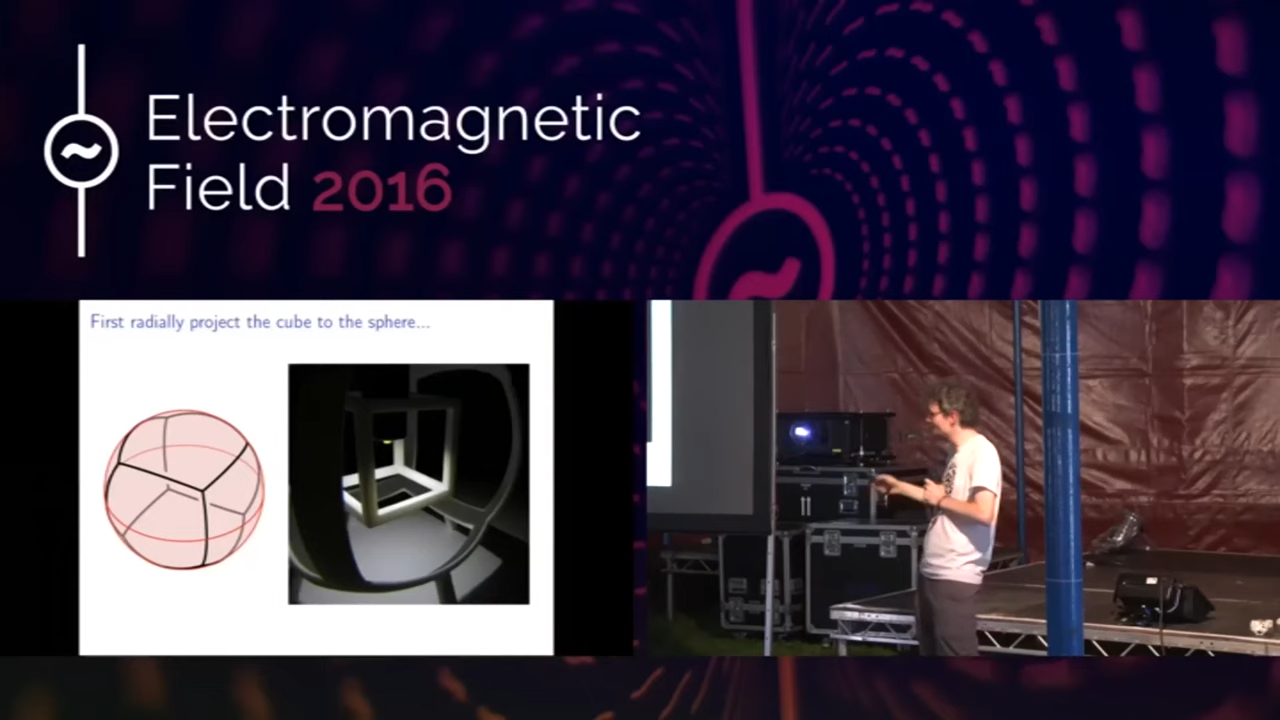 Electromagnetic
Field 2016
First radially project the cube to the sphere...